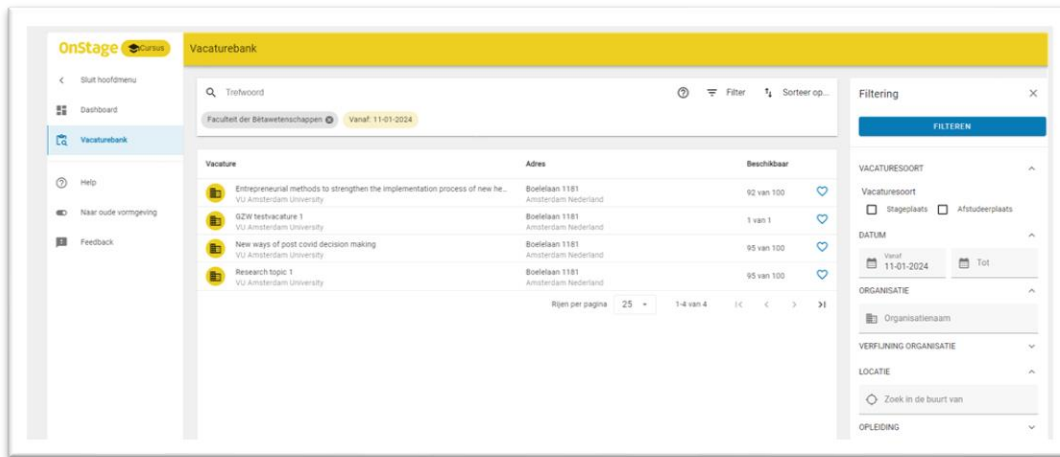 OnStage Cursus
Vacaturebank
Sluit hoofdmenu
Dashboard
Vacaturebank
Help
Naar oude vormgeving
Feedback
Trefwoord
Filter
Sorteer op...
Faculteit der Bètawetenschappen
Vanaf: 11-01-2024
Vacature Adres Beschikbaar
Entrepreneurial methods to strengthen the implementation process of new he... Boelelaan 1181 92 van 100
VU Amsterdam University Amsterdam Nederland
GZW testvacature 1 Boelelaan 1181 1 van 1
VU Amsterdam University Amsterdam Nederland
New ways of post covid decision making Boelelaan 1181 95 van 100
VU Amsterdam University Amsterdam Nederland
Research topic 1 Boelelaan 1181 95 van 100
VU Amsterdam University Amsterdam Nederland
Rijen per pagina 25 1-4 van 4
Filtering
FILTEREN
VACATURESOORT
Vacaturesoort
Stageplaats Afstudeerplaats
DATUM
Vanaf
11-01-2024 Tot
ORGANISATIE
Organisatienaam
VERFIJNING ORGANISATIE
LOCATIE
Zoek in de buurt van
OPLEIDING